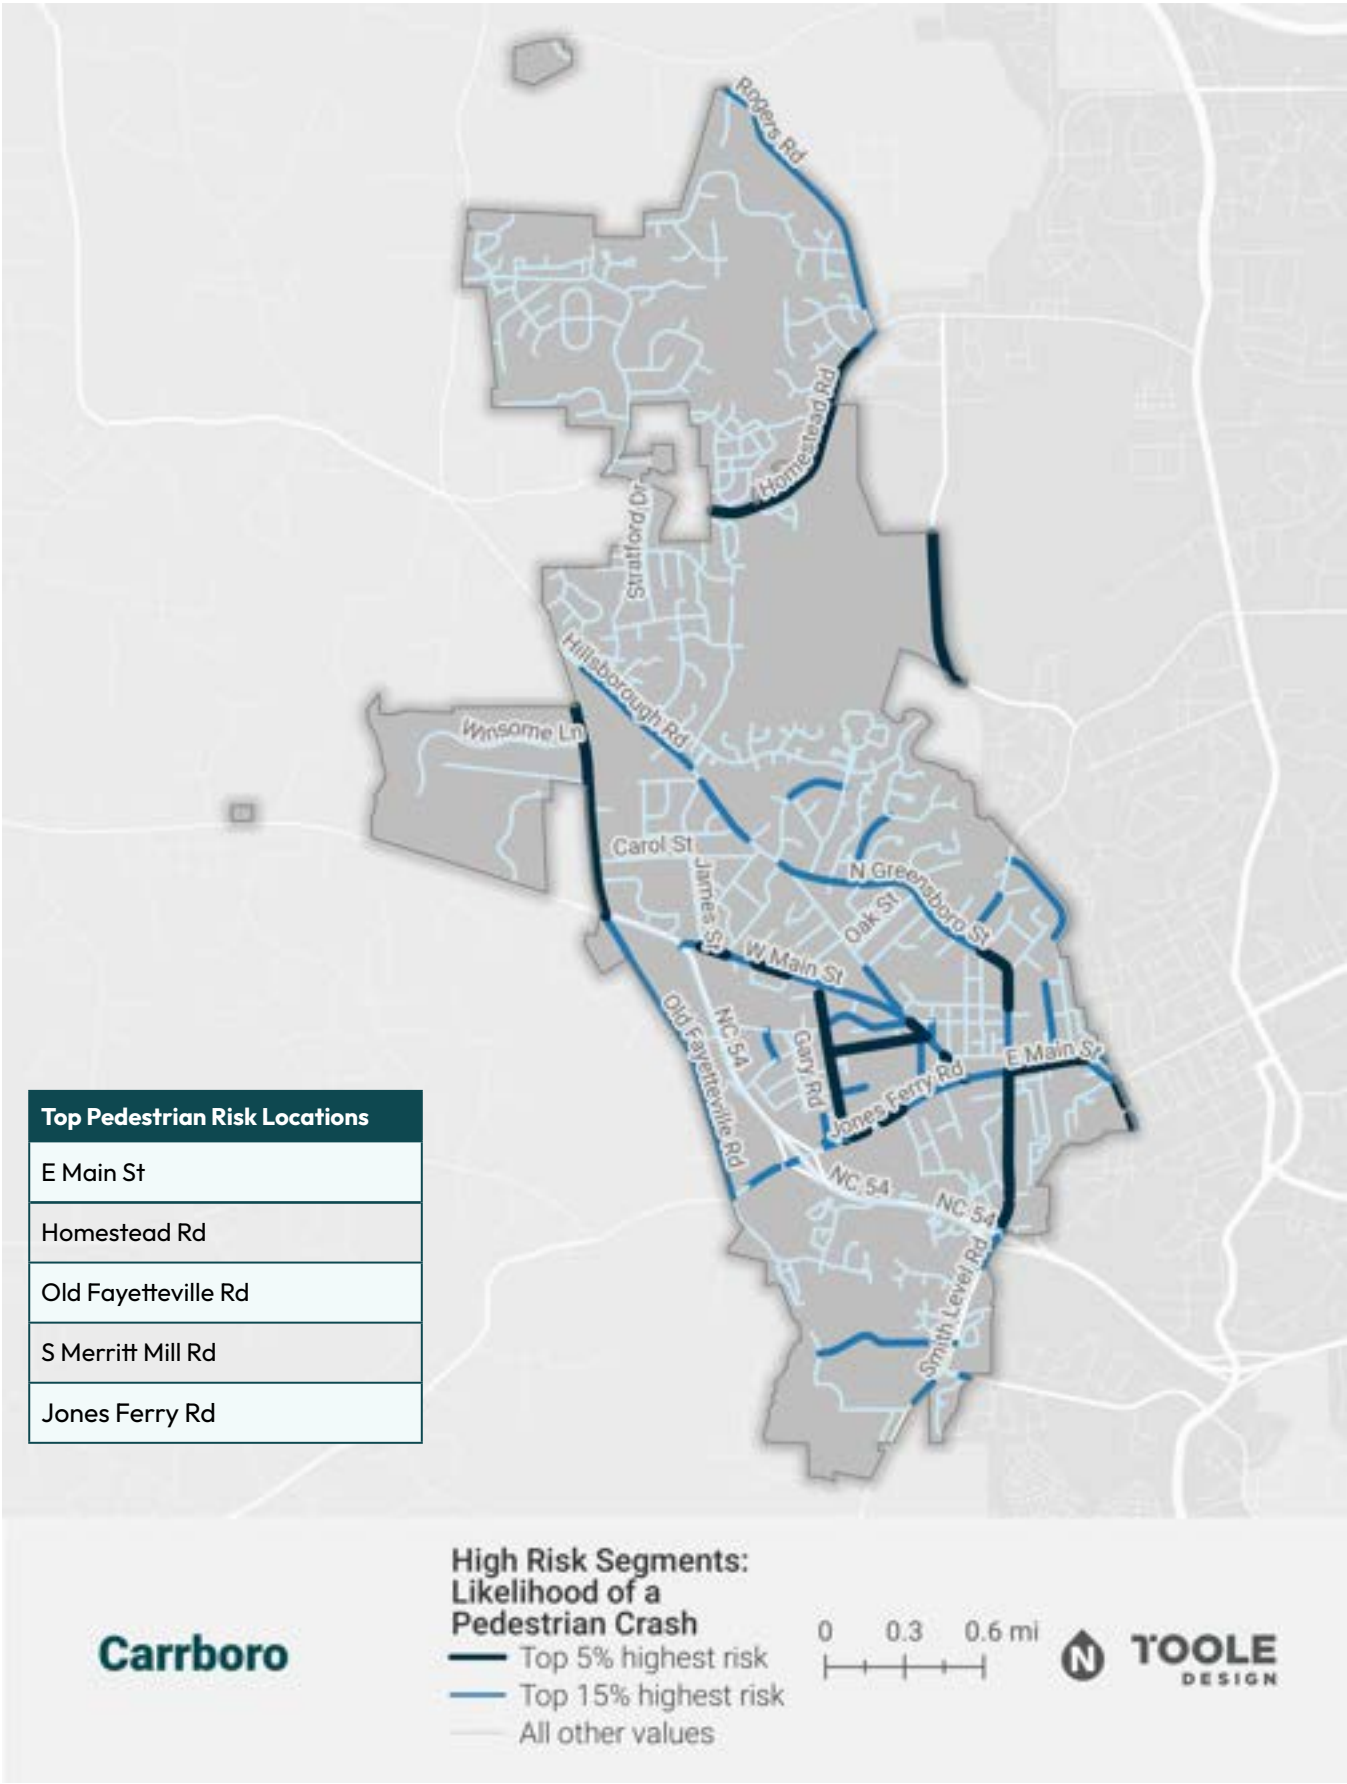 Rogers Rd
Homestead Rd
Stratford Dr
Hillsborough Rd
Winsome Ln
Carol St
James St
N Greensboro St
Oak St
W Main St
Old Fayetteville Rd
NC 54
Gary Rd
E Main St
Jones Ferry Rd
NC 54
NC 54
Smith Level Rd
Top Pedestrian Risk Locations
E Main St
Homestead Rd
Old Fayetteville Rd
S Merritt Mill Rd
Jones Ferry Rd
Carrboro
High Risk Segments:
Likelihood of a
Pedestrian Crash
Top 5% highest risk
Top 15% highest risk
All other values
0 0.3 0.6 mi
N
TOOLE
DESIGN